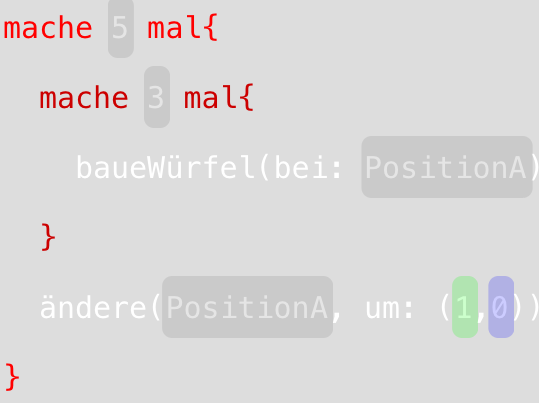 mache 5 mal{
mache 3 mal{
baueWürfel(bei: PositionA)
}
ändere(PositionA, um: (1,0))
}